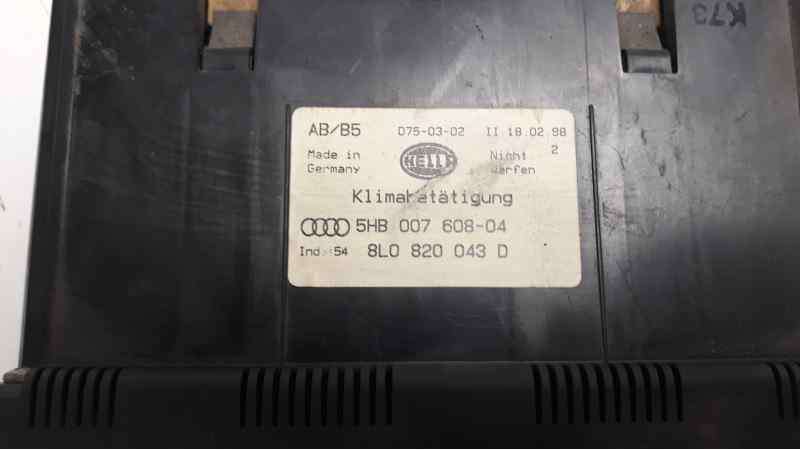 K73
AB/B5 D75-03-02 II 18.02.98
Made in Germany HELLA Nicht werfen 2
Klimabetätigung
5HB 007 608-04
Ind.:54 8L0 820 043 D